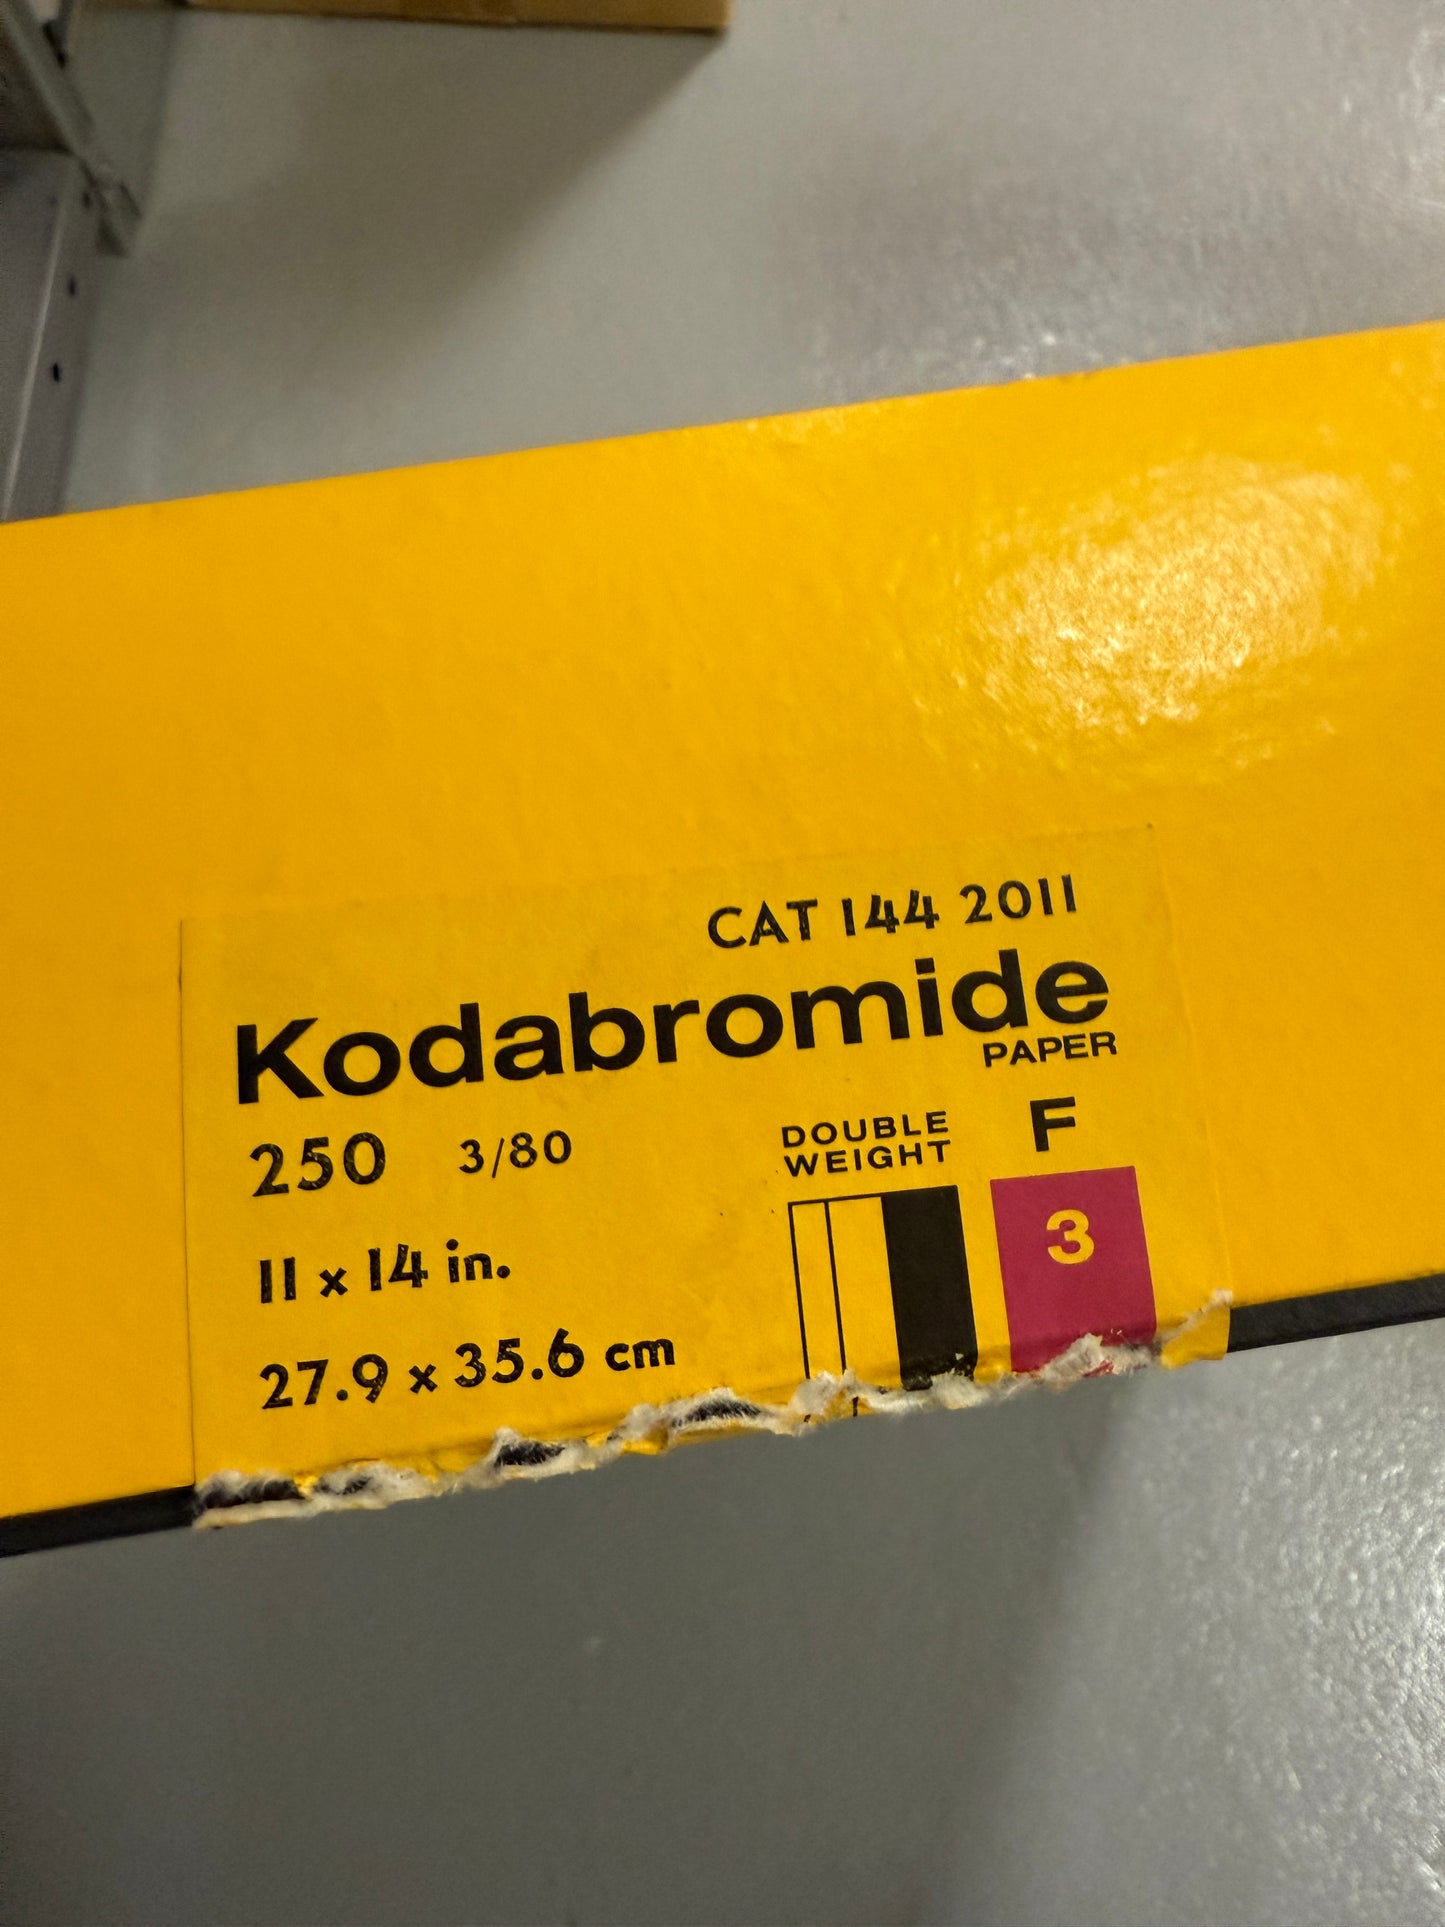 CAT 144 2011
Kodabromide
PAPER
250 3/80
DOUBLE
WEIGHT
F
11 x 14 in.
3
27.9 x 35.6 cm